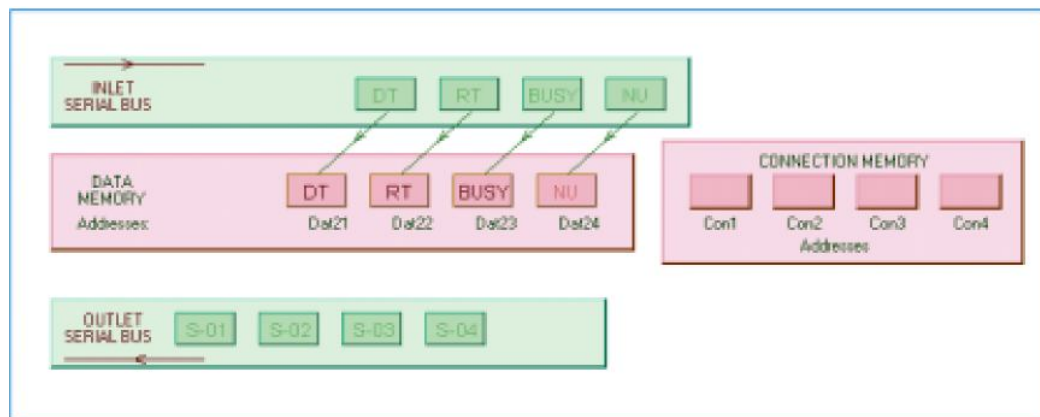 INLET
SERIAL BUS
DT RT BUSY NU
DATA
MEMORY
DT RT BUSY NU
Addresses: Dat21 Dat22 Dat23 Dat24
CONNECTION MEMORY
Con1 Con2 Con3 Con4
Addresses
OUTLET
SERIAL BUS
S-01 S-02 S-03 S-04